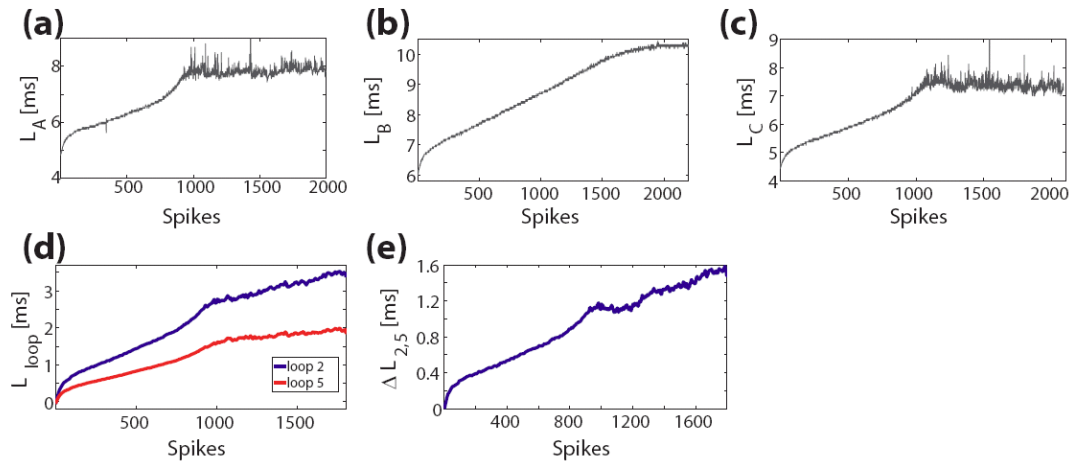 (a)
L_A [ms]
8
6
4
500
1000
1500
2000
Spikes
(b)
L_B [ms]
10
9
8
7
6
500
1000
1500
2000
Spikes
(c)
L_C [ms]
9
8
7
6
5
4
500
1000
1500
2000
Spikes
(d)
L_loop [ms]
3
2
1
0
500
1000
1500
loop 2
loop 5
Spikes
(e)
Δ L_2,5 [ms]
1.6
1.2
0.8
0.4
0
400
800
1200
1600
Spikes